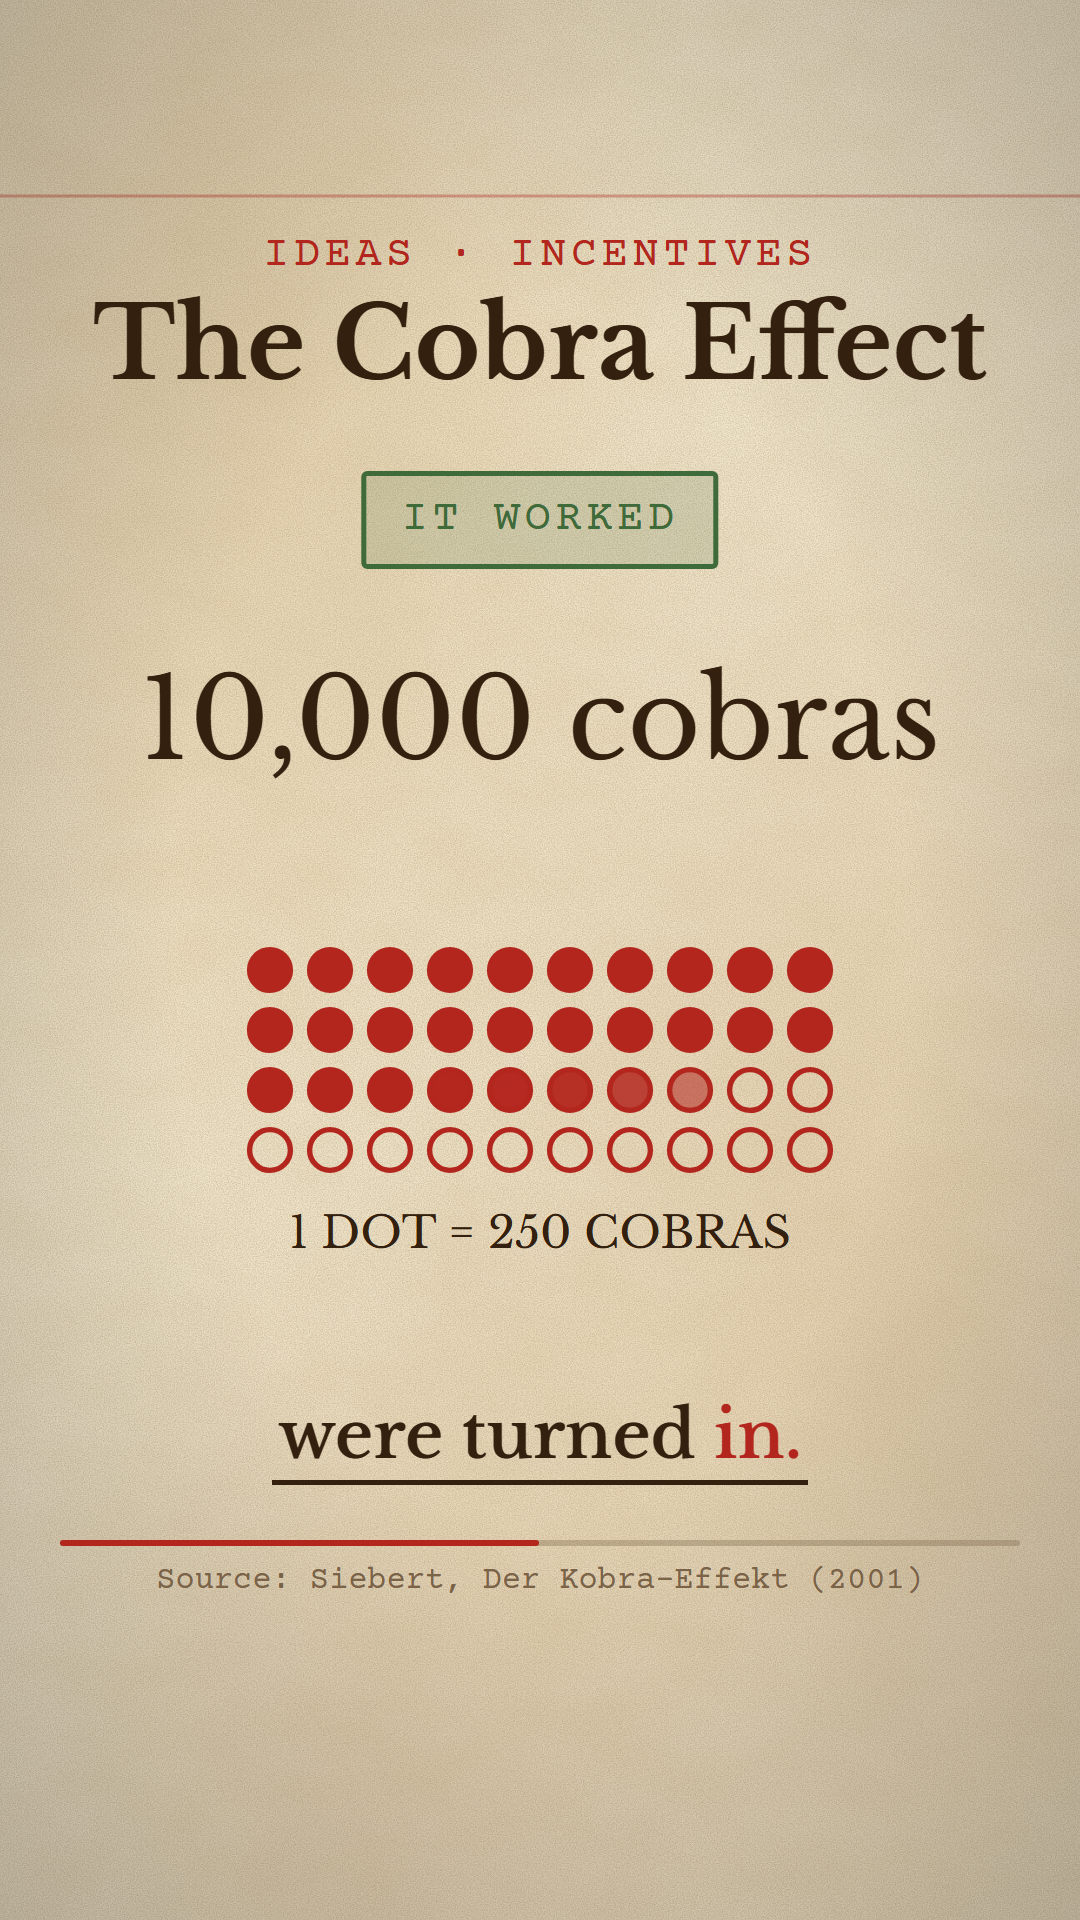 IDEAS · INCENTIVES
The Cobra Effect
IT WORKED
10,000 cobras
1 DOT = 250 COBRAS
were turned in.
Source: Siebert, Der Kobra-Effekt (2001)